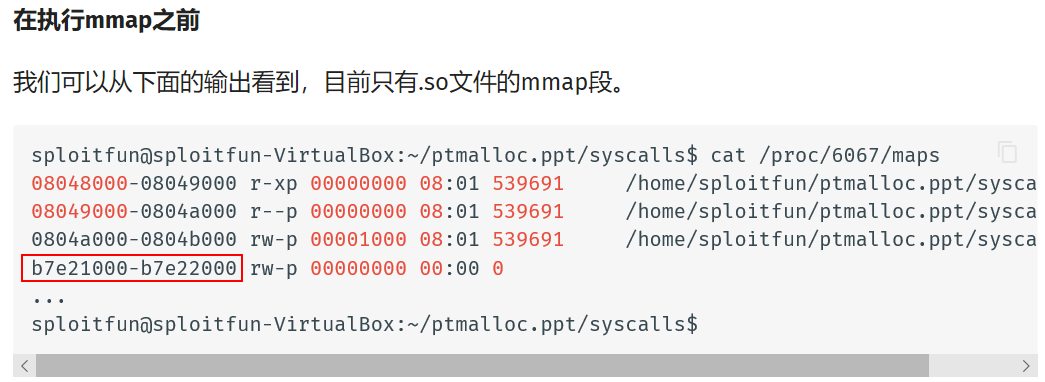 在执行mmap之前
我们可以从下面的输出看到，目前只有.so文件的mmap段。
sploitfun@sploitfun-VirtualBox:~/ptmalloc.ppt/syscalls$ cat /proc/6067/maps
08048000-08049000 r-xp 00000000 08:01 539691     /home/sploitfun/ptmalloc.ppt/sysca
08049000-0804a000 r--p 00000000 08:01 539691     /home/sploitfun/ptmalloc.ppt/sysca
0804a000-0804b000 rw-p 00001000 08:01 539691     /home/sploitfun/ptmalloc.ppt/sysca
b7e21000-b7e22000 rw-p 00000000 00:00 0
...
sploitfun@sploitfun-VirtualBox:~/ptmalloc.ppt/syscalls$